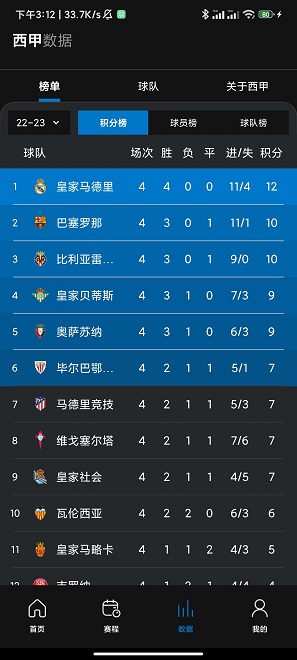 下午3:12 | 33.7K/s
80
西甲数据
榜单 球队 关于西甲
22-23 积分榜 球员榜 球队榜
球队 场次 胜 负 平 进/失 积分
1 皇家马德里 4 4 0 0 11/4 12
2 巴塞罗那 4 3 0 1 11/1 10
3 比利亚雷... 4 3 0 1 9/0 10
4 皇家贝蒂斯 4 3 1 0 7/3 9
5 奥萨苏纳 4 3 1 0 6/3 9
6 毕尔巴鄂... 4 2 1 1 5/1 7
7 马德里竞技 4 2 1 1 5/3 7
8 维戈塞尔塔 4 2 1 1 7/6 7
9 皇家社会 4 2 1 1 4/5 7
10 瓦伦西亚 4 2 2 0 6/3 6
11 皇家马略卡 4 1 1 2 4/3 5
12 吉罗纳 4 1 2 1 4/4 4
首页 赛程 数据 我的